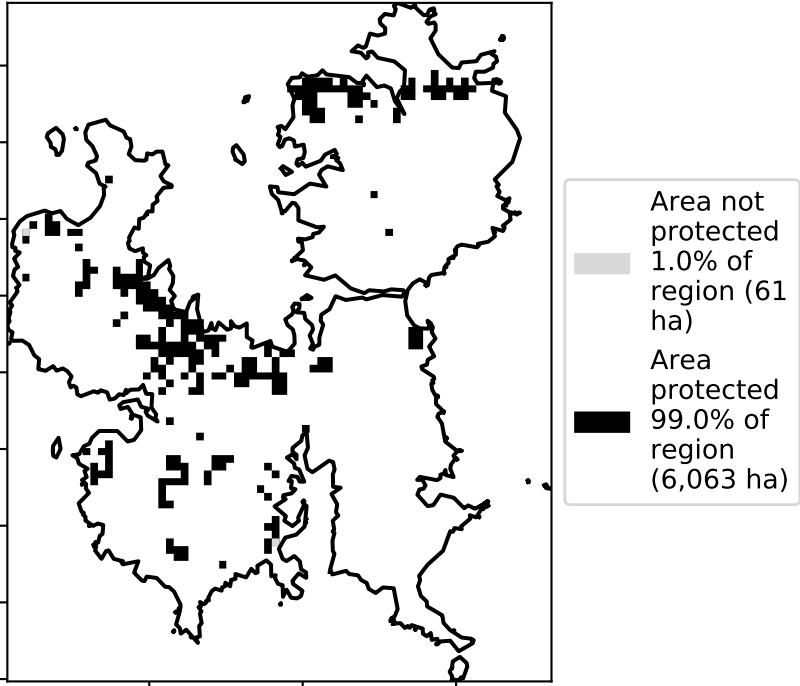 Area not
protected
1.0% of
region (61
ha)
Area
protected
99.0% of
region
(6,063 ha)